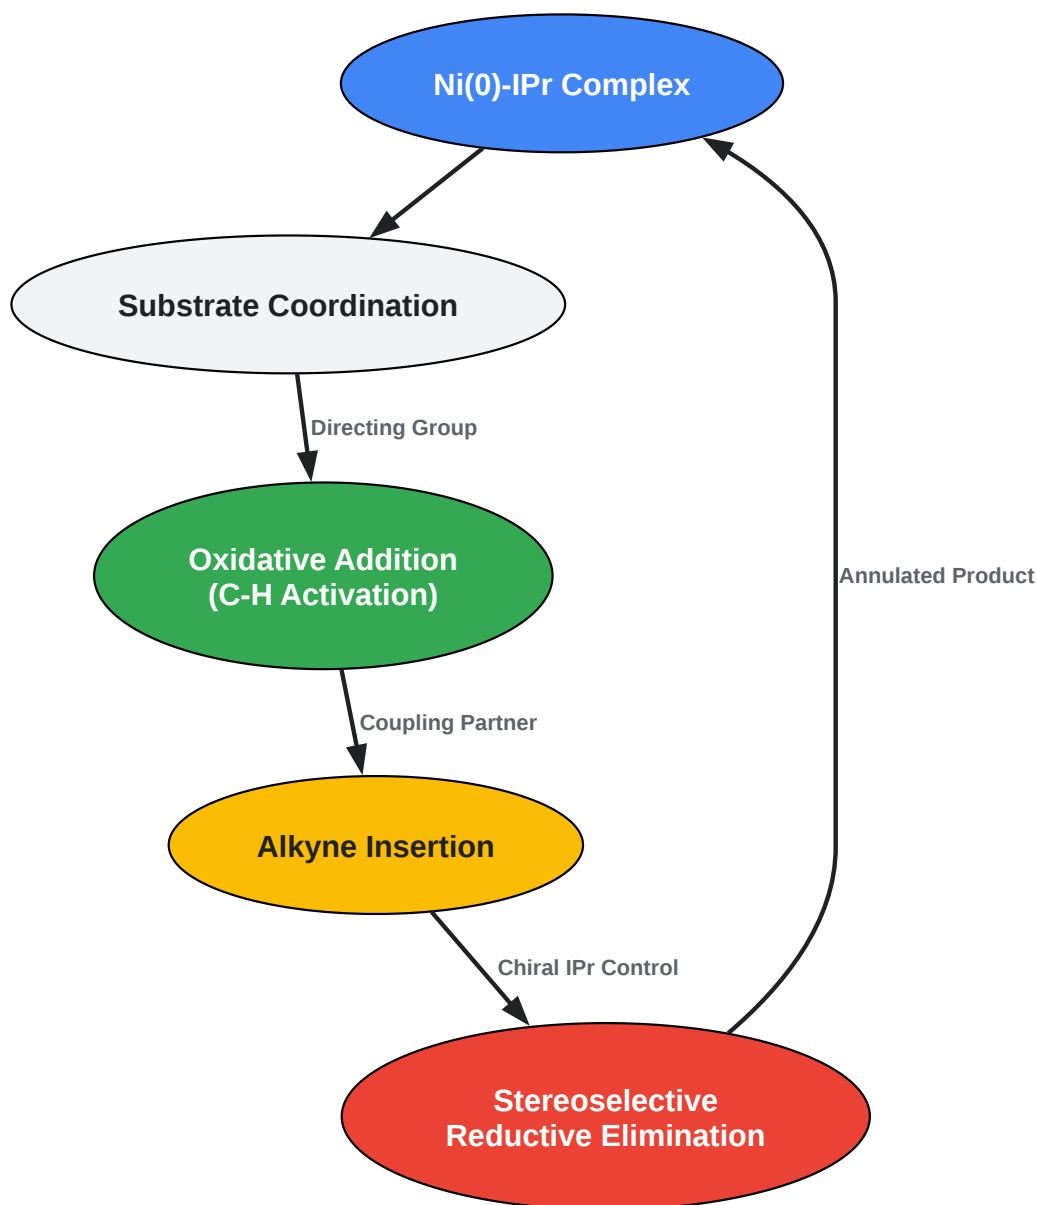 Ni(0)-IPr Complex
Substrate Coordination
Directing Group
Oxidative Addition
(C-H Activation)
Annulated Product
Coupling Partner
Alkyne Insertion
Chiral IPr Control
Stereoselective
Reductive Elimination